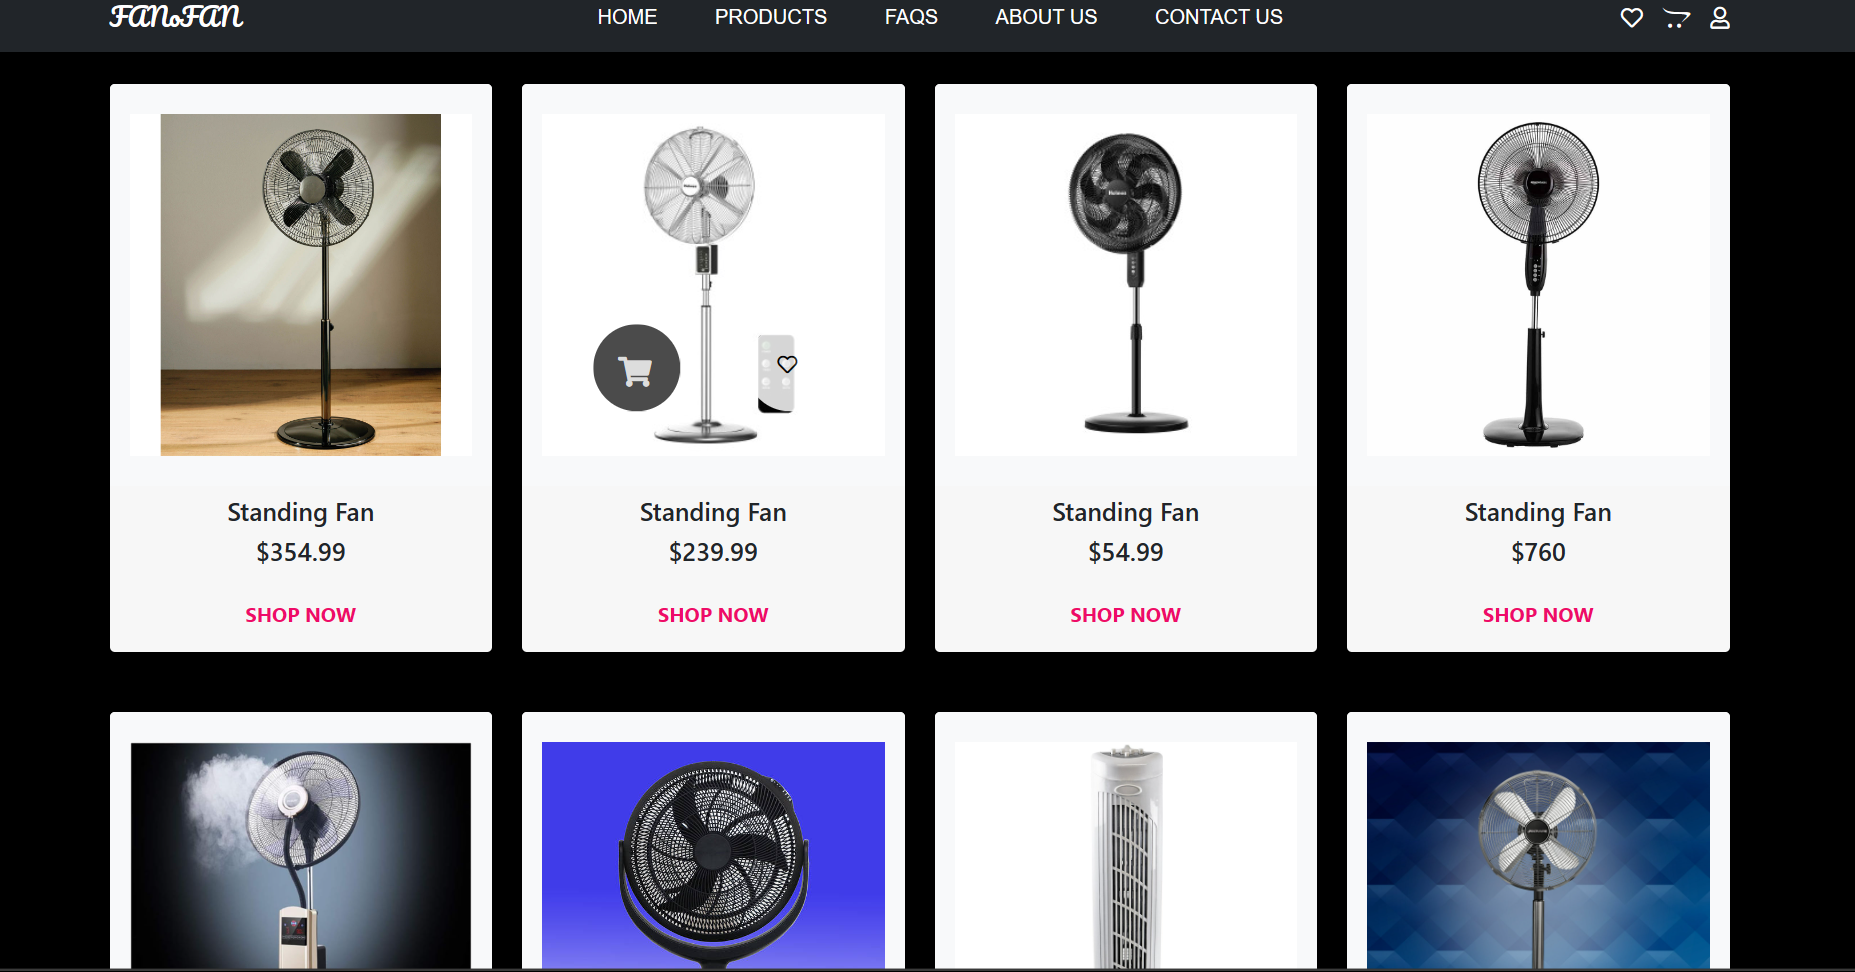 FANoFAN
HOME PRODUCTS FAQS ABOUT US CONTACT US
Standing Fan
$354.99
SHOP NOW
Standing Fan
$239.99
SHOP NOW
Standing Fan
$54.99
SHOP NOW
Standing Fan
$760
SHOP NOW